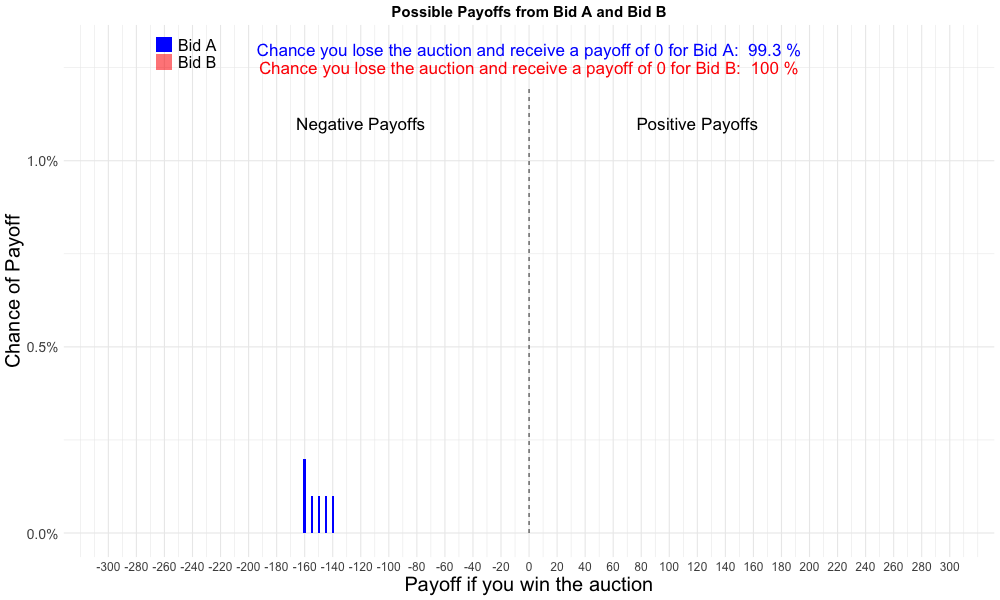 Possible Payoffs from Bid A and Bid B
Bid A
Bid B
Chance you lose the auction and receive a payoff of 0 for Bid A:  99.3 %
Chance you lose the auction and receive a payoff of 0 for Bid B:  100 %
Negative Payoffs
Positive Payoffs
Chance of Payoff
1.0%
0.5%
0.0%
-300 -280 -260 -240 -220 -200 -180 -160 -140 -120 -100 -80 -60 -40 -20 0 20 40 60 80 100 120 140 160 180 200 220 240 260 280 300
Payoff if you win the auction